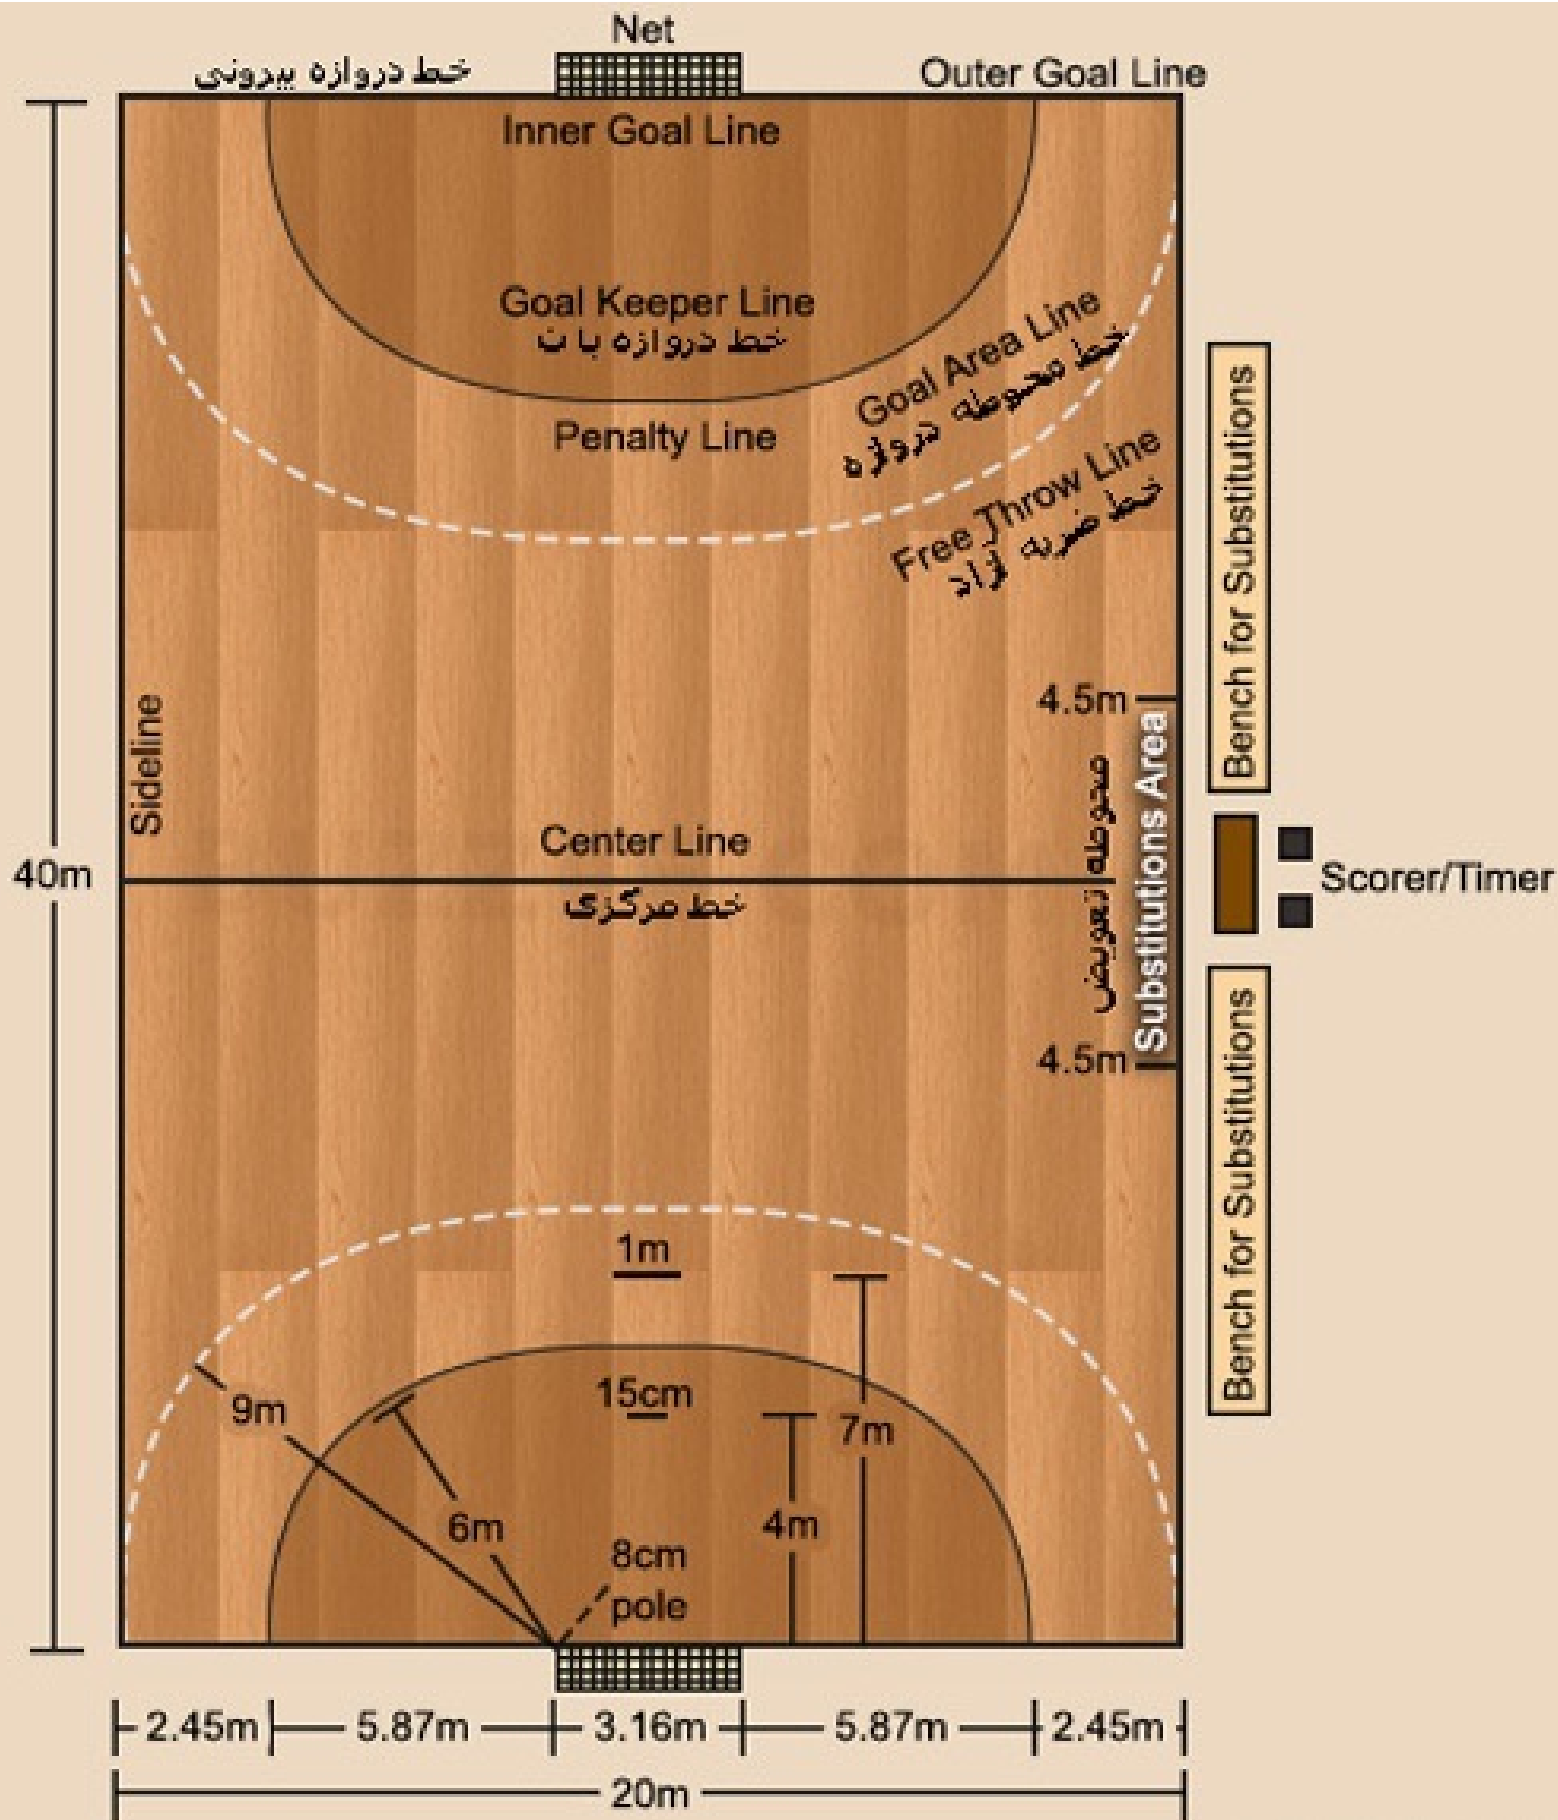 Net
خط دروازه بیرونی
Outer Goal Line
Inner Goal Line
Goal Keeper Line
خط دروازه با ن
Goal Area Line
خط محوطه دروازه
Penalty Line
Free Throw Line
خط ضربه آزاد
Bench for Substitutions
4.5m
Sideline
Substitutions Area
محوطه تعویض
Center Line
40m
Scorer/Timer
خط مرکزی
4.5m
Bench for Substitutions
1m
15cm
9m
7m
6m
4m
8cm
pole
2.45m
5.87m
3.16m
5.87m
2.45m
20m